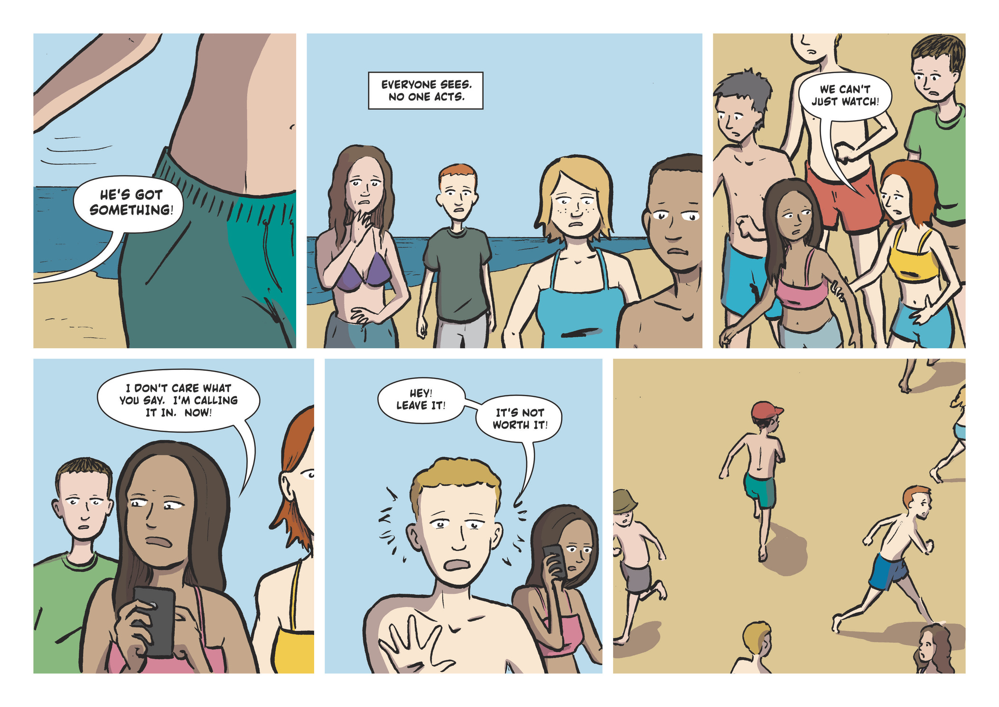 HE'S GOT
SOMETHING!
EVERYONE SEES.
NO ONE ACTS.
WE CAN'T
JUST WATCH!
I DON'T CARE WHAT
YOU SAY. I'M CALLING
IT IN. NOW!
HEY!
LEAVE IT!
IT'S NOT
WORTH IT!